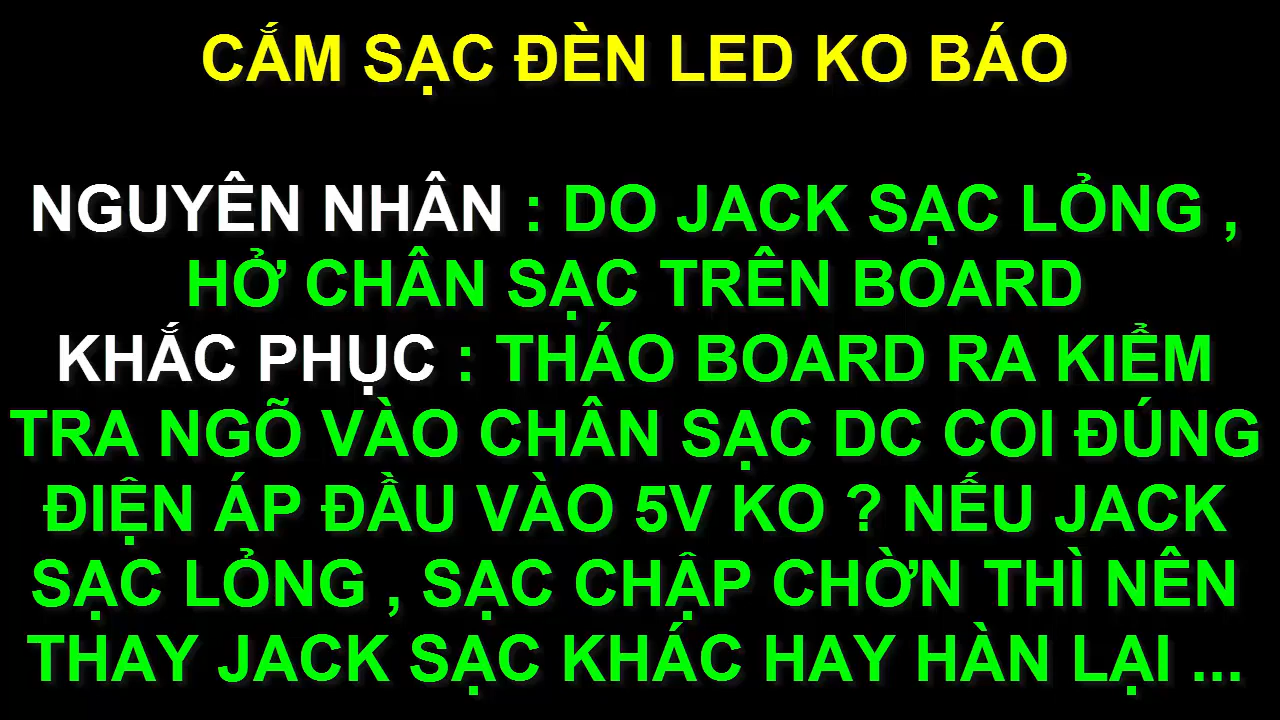 CẮM SẠC ĐÈN LED KO BÁO
NGUYÊN NHÂN : DO JACK SẠC LỎNG ,
HỞ CHÂN SẠC TRÊN BOARD
KHẮC PHỤC : THÁO BOARD RA KIỂM
TRA NGÕ VÀO CHÂN SẠC DC COI ĐÚNG
ĐIỆN ÁP ĐẦU VÀO 5V KO ? NẾU JACK
SẠC LỎNG , SẠC CHẬP CHỜN THÌ NÊN
THAY JACK SẠC KHÁC HAY HÀN LẠI ...